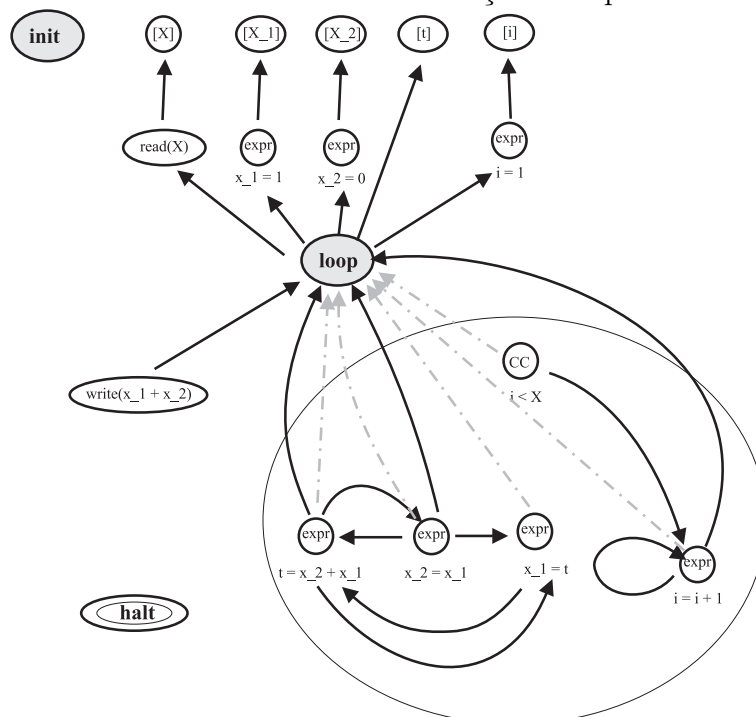 init
[X]
[X_1]
[X_2]
[t]
[i]
read(X)
expr
x_1 = 1
expr
x_2 = 0
expr
i = 1
loop
CC
i < X
write(x_1 + x_2)
expr
t = x_2 + x_1
expr
x_2 = x_1
expr
x_1 = t
expr
i = i + 1
halt